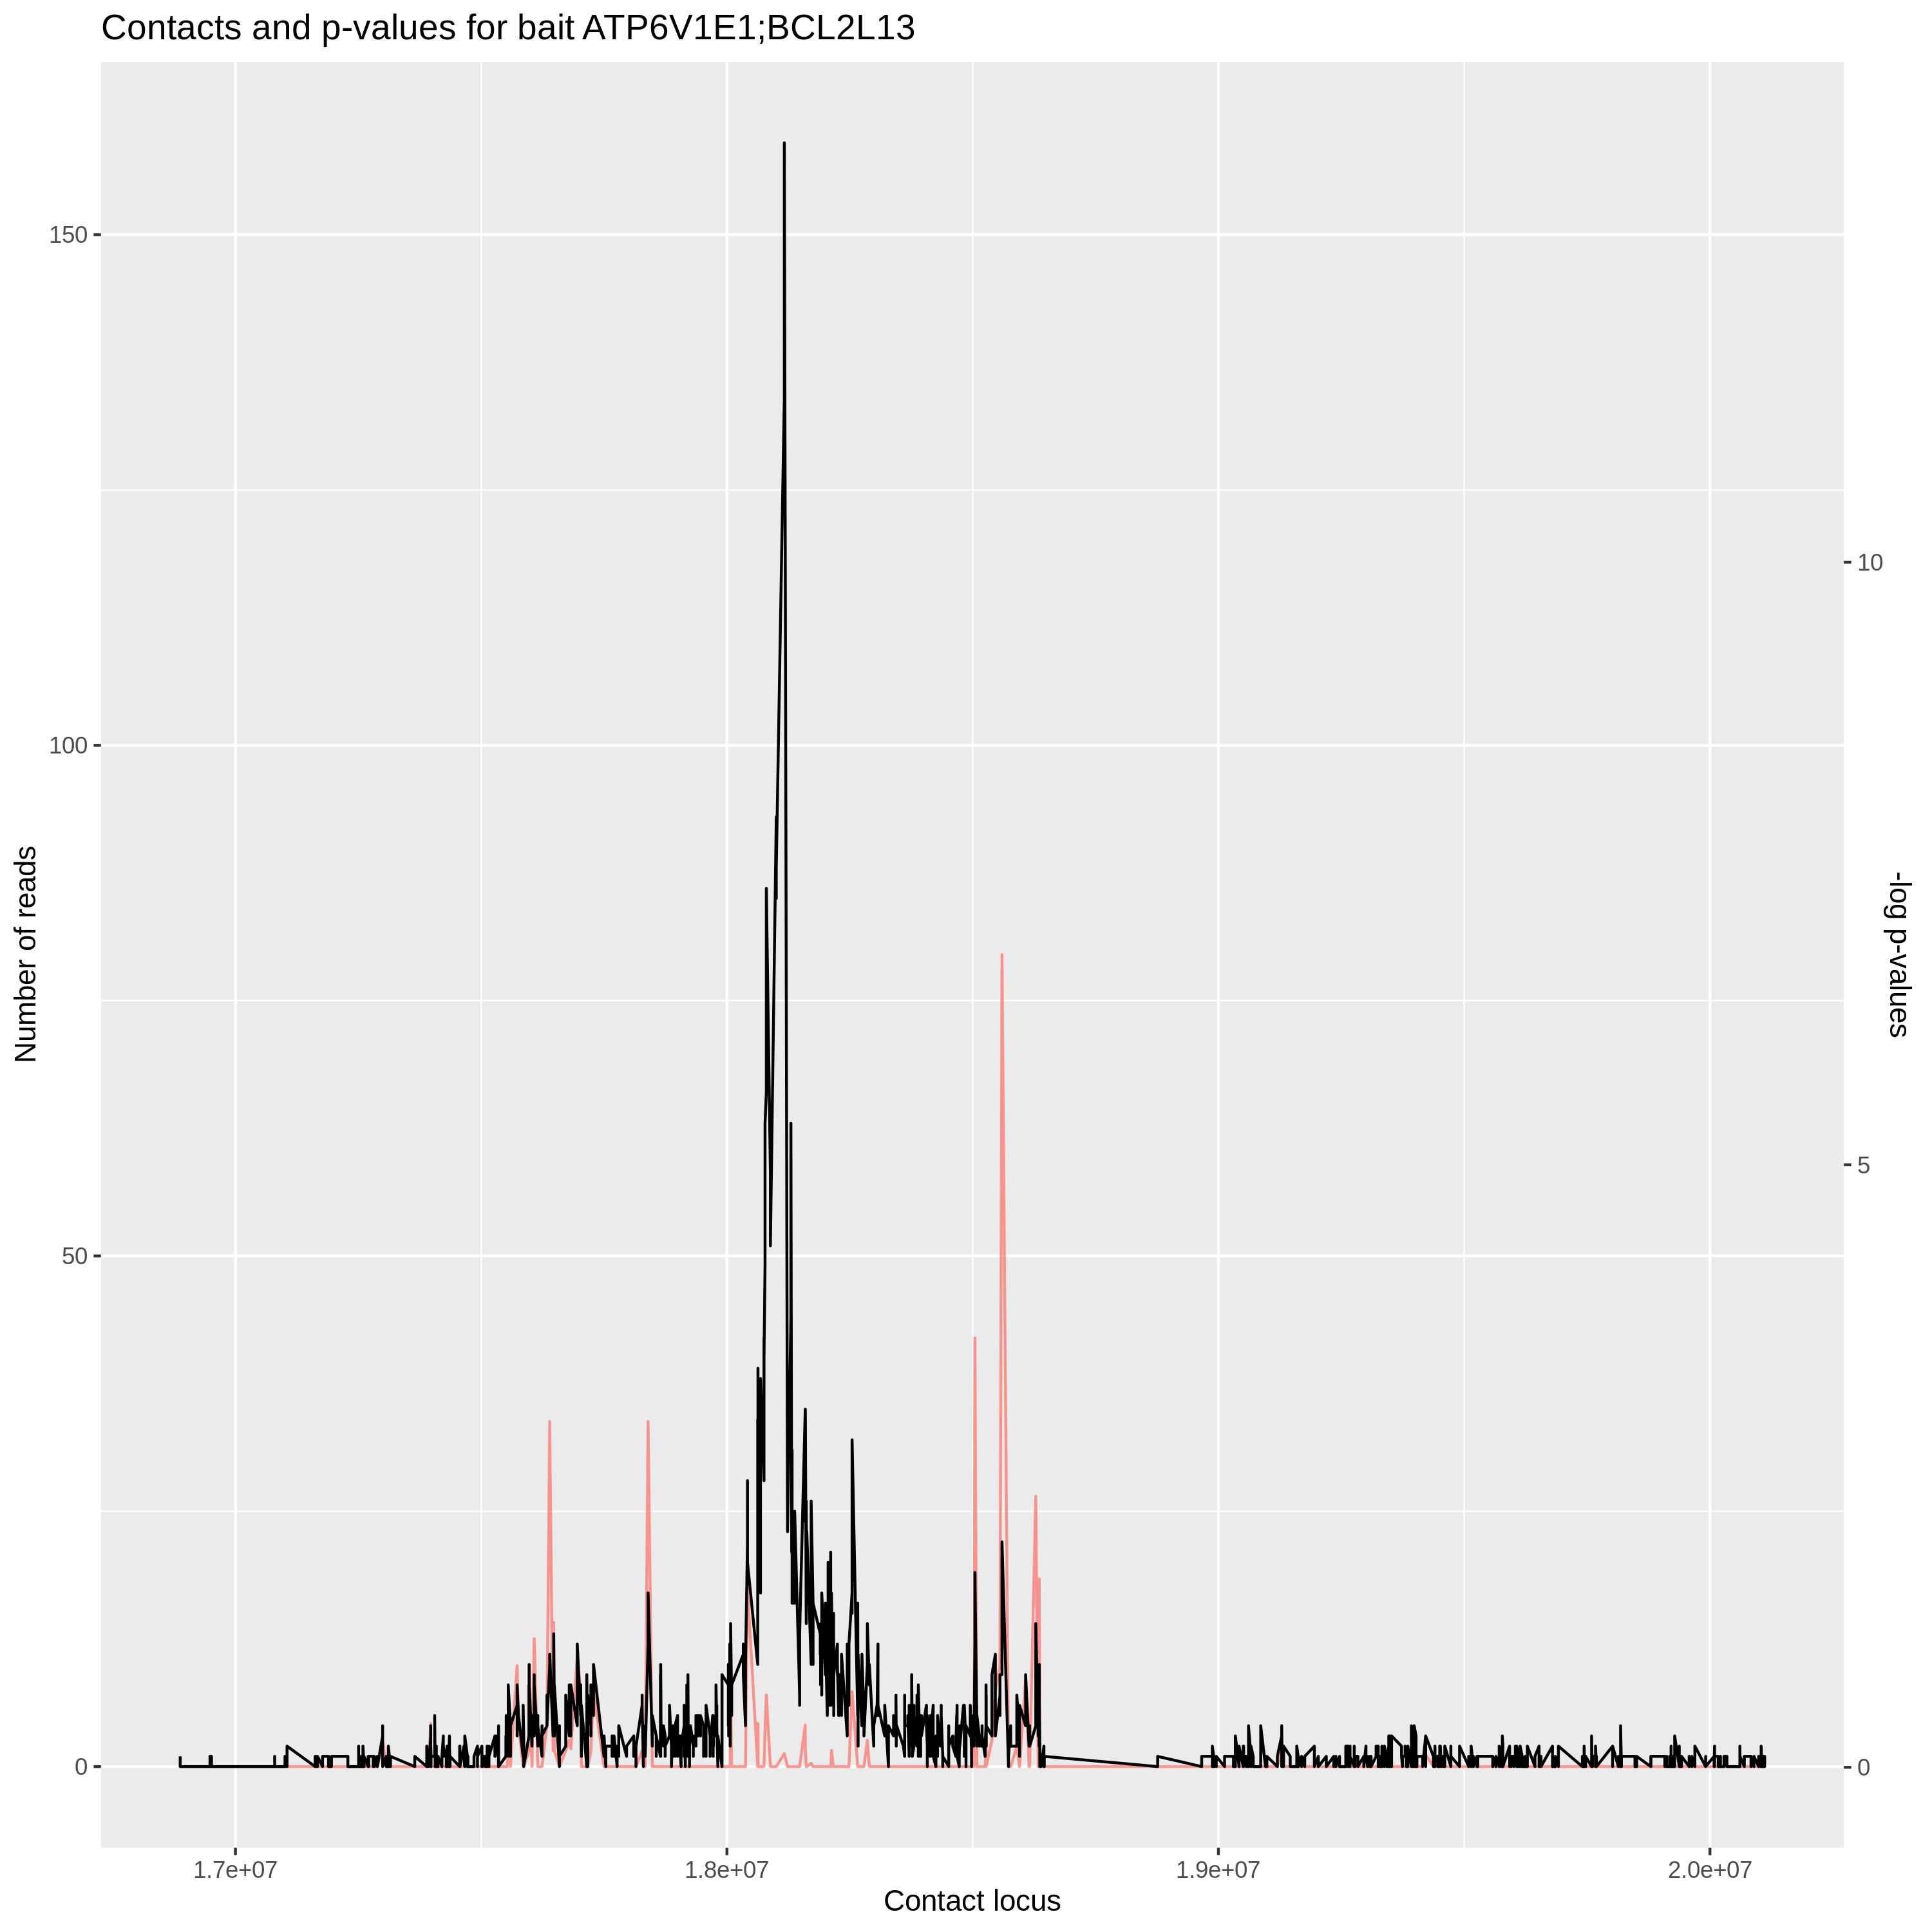 Contacts and p-values for bait ATP6V1E1;BCL2L13
150
100
50
0
10
5
0
Number of reads
-log p-values
1.7e+07
1.8e+07
1.9e+07
2.0e+07
Contact locus